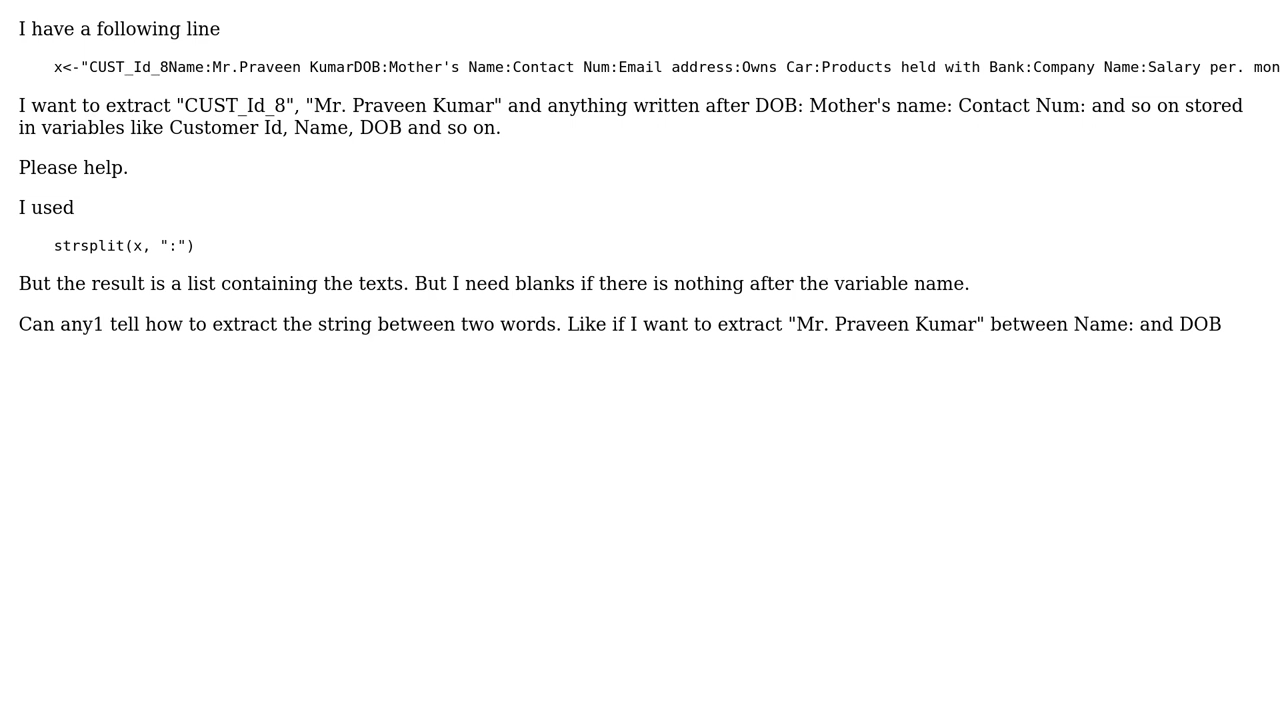 I have a following line
x<-"CUST_Id_8Name:Mr.Praveen KumarDOB:Mother's Name:Contact Num:Email address:Owns Car:Products held with Bank:Company Name:Salary per. mon
I want to extract "CUST_Id_8", "Mr. Praveen Kumar" and anything written after DOB: Mother's name: Contact Num: and so on stored
in variables like Customer Id, Name, DOB and so on.
Please help.
I used
strsplit(x, ":")
But the result is a list containing the texts. But I need blanks if there is nothing after the variable name.
Can any1 tell how to extract the string between two words. Like if I want to extract "Mr. Praveen Kumar" between Name: and DOB